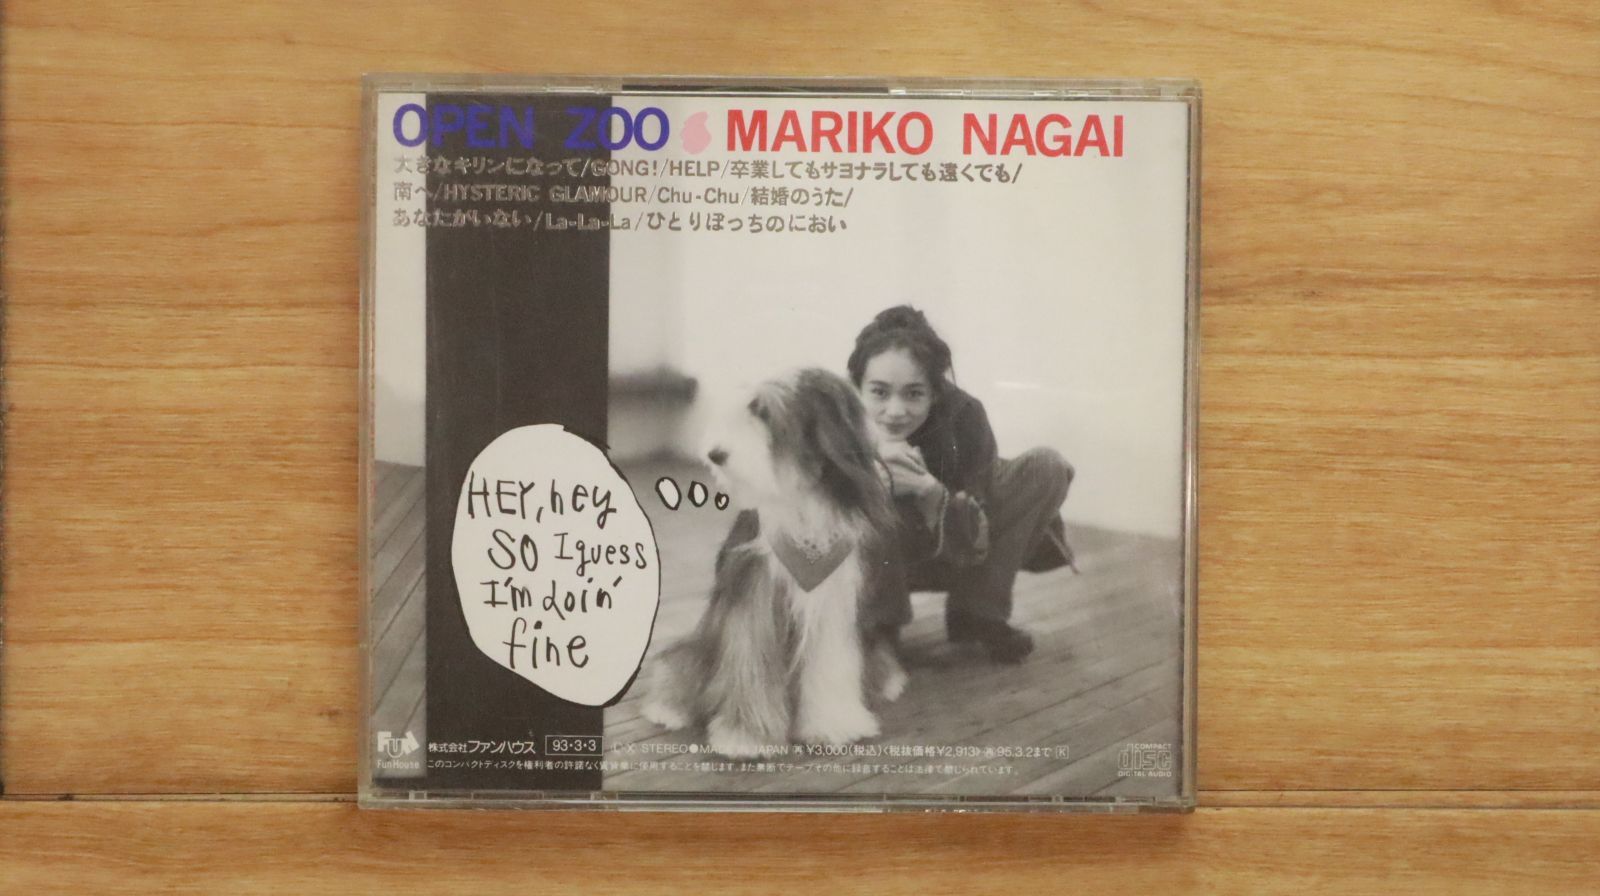 OPEN ZOO MARIKO NAGAI
大きなキリンになって/GONG!/HELP/卒業してもサヨナラしても遠くでも/
南へ/HYSTERIC GLAMOUR/Chu-Chu/結婚のうた/
あなたがいない/La-La-La/ひとりぼっちのにおい
HEY, hey
SO I guess
I'm doin'
fine
Fun House
株式会社ファンハウス 93・3・3 L-X STEREO●MADE IN JAPAN ¥3,000(税込)〈税抜価格¥2,913〉 95.3.2まで K
このコンパクトディスクを権利者の許諾なく賃貸業に使用することを禁じます。また無断でテープその他に録音することは法律で禁じられています。
COMPACT
disc
DIGITAL AUDIO